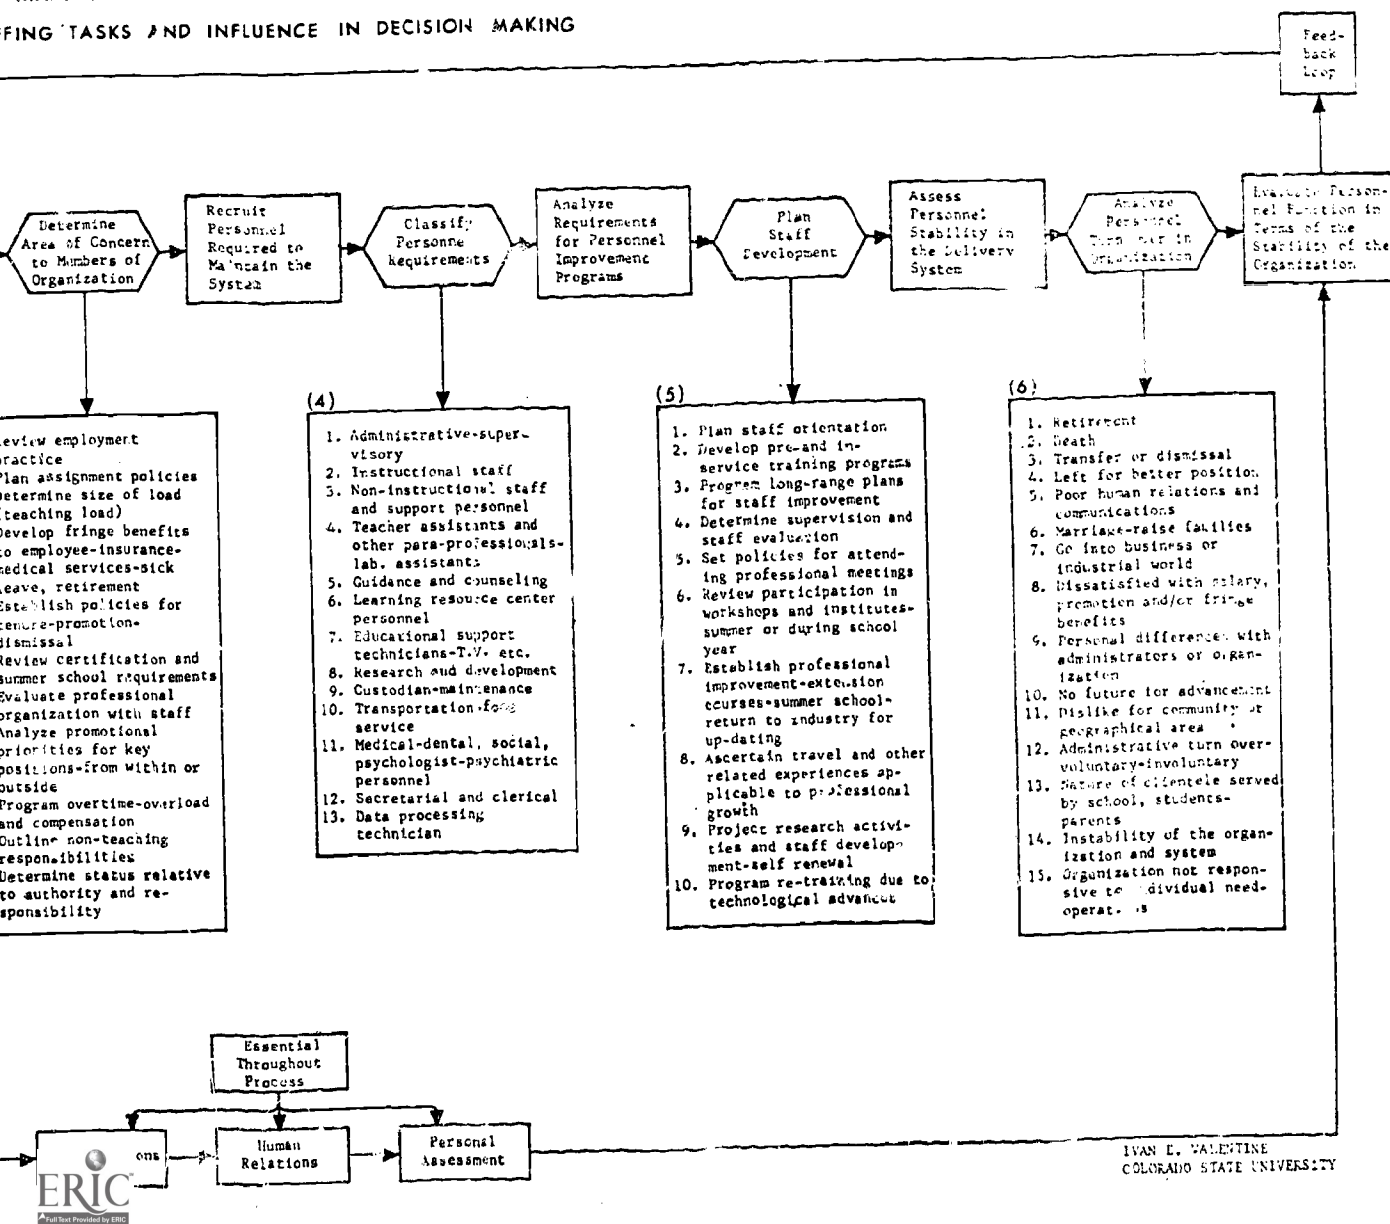 TASKS AND INFLUENCE IN DECISION MAKING
Feed-
back
Loop
Determine
Area of Concern
to Members of
Organization
Recruit
Personnel
Required to
Maintain the
System
Classify
Personne
Requirements
Analyze
Requirements
for Personnel
Improvement
Programs
Plan
Staff
Development
Assess
Personnel
Stability in
the Delivery
System
Analyze
Personnel
Turn over in
Organization
Evaluate Person-
nel Function in
Terms of the
Stability of the
Organization
eview employment
ractice
Plan assignment policies
Determine size of load
(teaching load)
Develop fringe benefits
to employee-insurance-
medical services-sick
leave, retirement
Establish policies for
tenure-promotion-
dismissal
Review certification and
summer school requirements
Evaluate professional
organization with staff
Analyze promotional
priorities for key
positions-from within or
outside
Program overtime-overload
and compensation
Outline non-teaching
responsibilities
Determine status relative
to authority and re-
sponsibility
(4)
1. Administrative-super-
visory
2. Instructional staff
3. Non-instructional staff
and support personnel
4. Teacher assistants and
other para-professionals-
lab. assistants
5. Guidance and counseling
6. Learning resource center
personnel
7. Educational support
technicians-T.V. etc.
8. Research and development
9. Custodian-maintenance
10. Transportation-food
service
11. Medical-dental, social,
psychologist-psychiatric
personnel
12. Secretarial and clerical
13. Data processing
technician
(5)
1. Plan staff orientation
2. Develop pre-and in-
service training programs
3. Program long-range plans
for staff improvement
4. Determine supervision and
staff evaluation
5. Set policies for attend-
ing professional meetings
6. Review participation in
workshops and institutes-
summer or during school
year
7. Establish professional
improvement-extension
courses-summer school-
return to industry for
up-dating
8. Ascertain travel and other
related experiences ap-
plicable to professional
growth
9. Project research activi-
ties and staff develop-
ment-self renewal
10. Program re-training due to
technological advances
(6)
1. Retirement
2. Death
3. Transfer or dismissal
4. Left for better position
5. Poor human relations and
communications
6. Marriage-raise families
7. Go into business or
industrial world
8. Dissatisfied with salary,
promotion and/or fringe
benefits
9. Personal differences with
administrators or organ-
ization
10. No future for advancement
11. Dislike for community or
geographical area
12. Administrative turn over-
voluntary-involuntary
13. Nature of clientele served
by school, students-
parents
14. Instability of the organ-
ization and system
15. Organization not respon-
sive to individual need-
Essential
Throughout
Process
ons
Human
Relations
Personal
Assessment
IVAN E. VALENTINE
COLORADO STATE UNIVERSITY
ERIC
Full Text Provided by ERIC